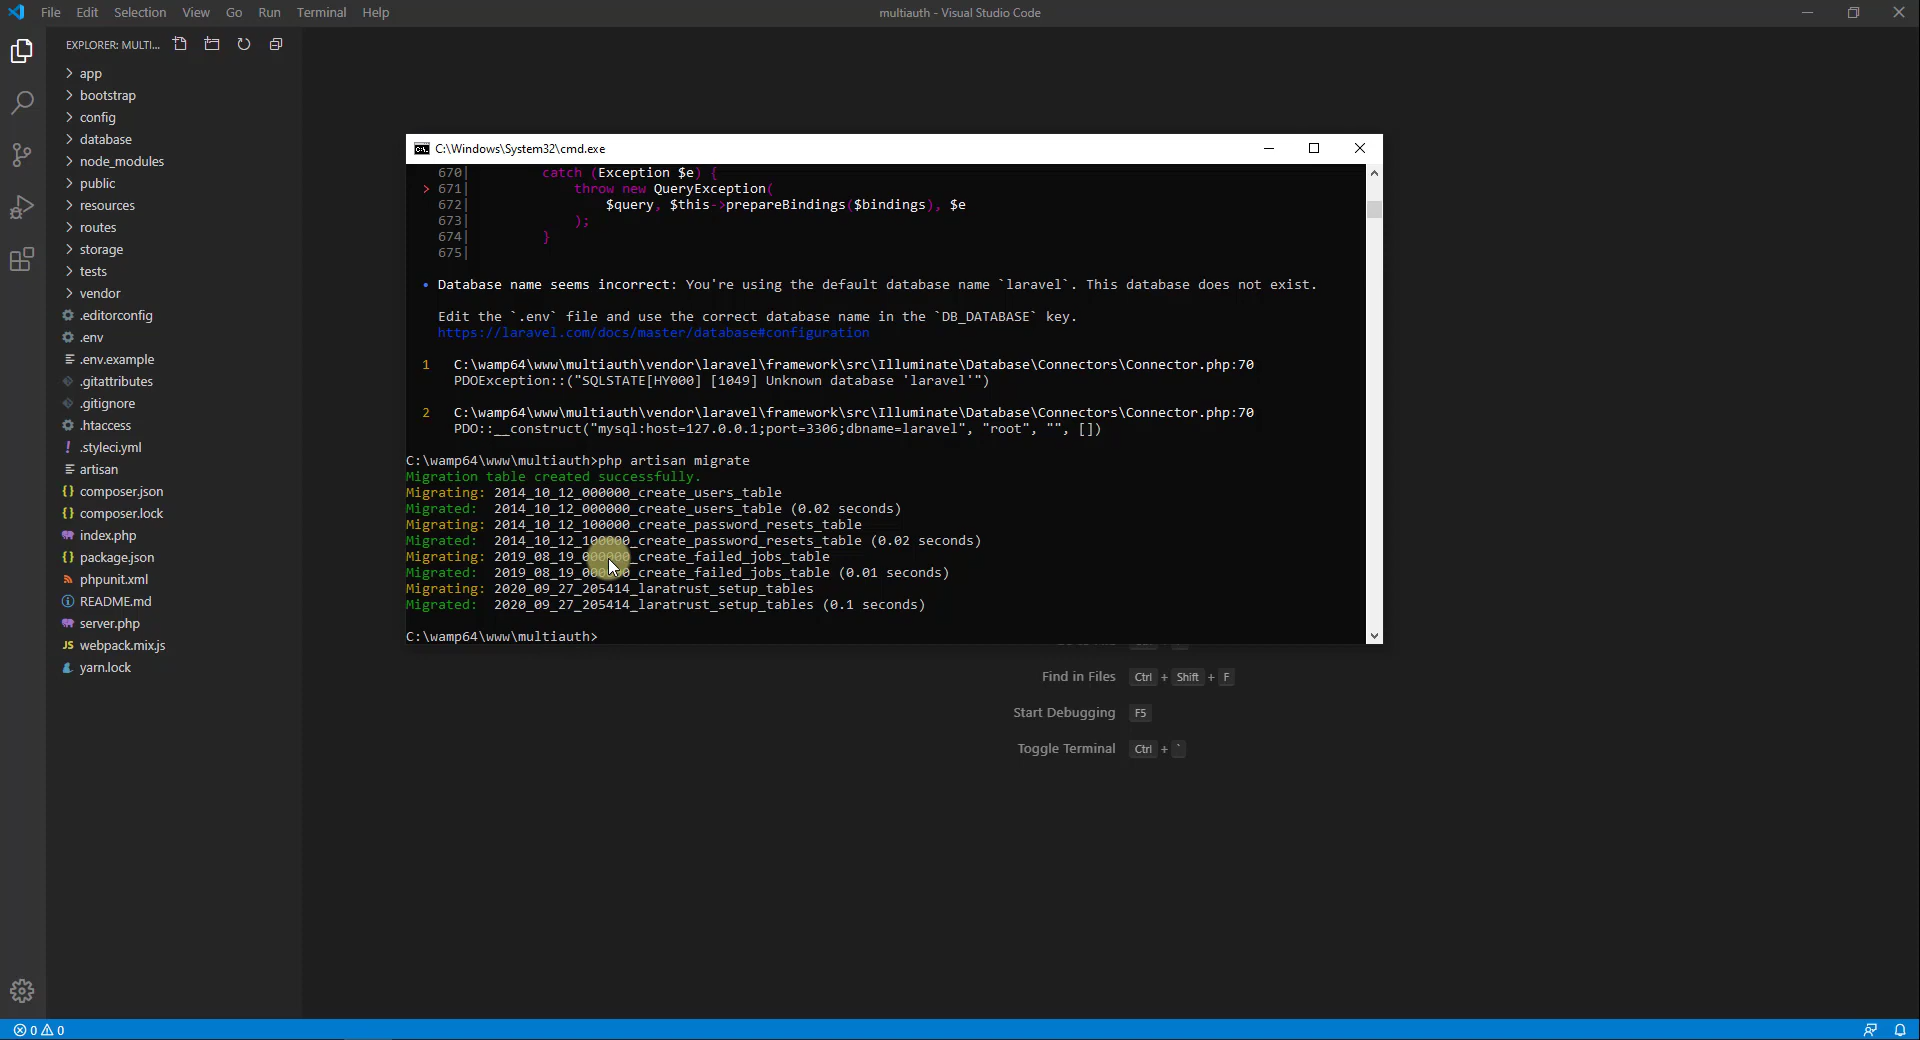 File Edit Selection View Go Run Terminal Help
multiauth - Visual Studio Code
EXPLORER: MULTI...
app
bootstrap
config
database
node_modules
public
resources
routes
storage
tests
vendor
.editorconfig
.env
.env.example
.gitattributes
.gitignore
.htaccess
.styleci.yml
artisan
composer.json
composer.lock
index.php
package.json
phpunit.xml
README.md
server.php
webpack.mix.js
yarn.lock
C:\Windows\System32\cmd.exe
670| catch (Exception $e) {
> 671| throw new QueryException(
672| $query, $this->prepareBindings($bindings), $e
673| );
674| }
675|
• Database name seems incorrect: You're using the default database name `laravel`. This database does not exist.
Edit the `.env` file and use the correct database name in the `DB_DATABASE` key.
https://laravel.com/docs/master/database#configuration
1 C:\wamp64\www\multiauth\vendor\laravel\framework\src\Illuminate\Database\Connectors\Connector.php:70
PDOException::("SQLSTATE[HY000] [1049] Unknown database 'laravel'")
2 C:\wamp64\www\multiauth\vendor\laravel\framework\src\Illuminate\Database\Connectors\Connector.php:70
PDO::__construct("mysql:host=127.0.0.1;port=3306;dbname=laravel", "root", "", [])
C:\wamp64\www\multiauth>php artisan migrate
Migration table created successfully.
Migrating: 2014_10_12_000000_create_users_table
Migrated: 2014_10_12_000000_create_users_table (0.02 seconds)
Migrating: 2014_10_12_100000_create_password_resets_table
Migrated: 2014_10_12_100000_create_password_resets_table (0.02 seconds)
Migrating: 2019_08_19_000000_create_failed_jobs_table
Migrated: 2019_08_19_000000_create_failed_jobs_table (0.01 seconds)
Migrating: 2020_09_27_205414_laratrust_setup_tables
Migrated: 2020_09_27_205414_laratrust_setup_tables (0.1 seconds)
C:\wamp64\www\multiauth>
Find in Files Ctrl + Shift + F
Start Debugging F5
Toggle Terminal Ctrl + `
0 0